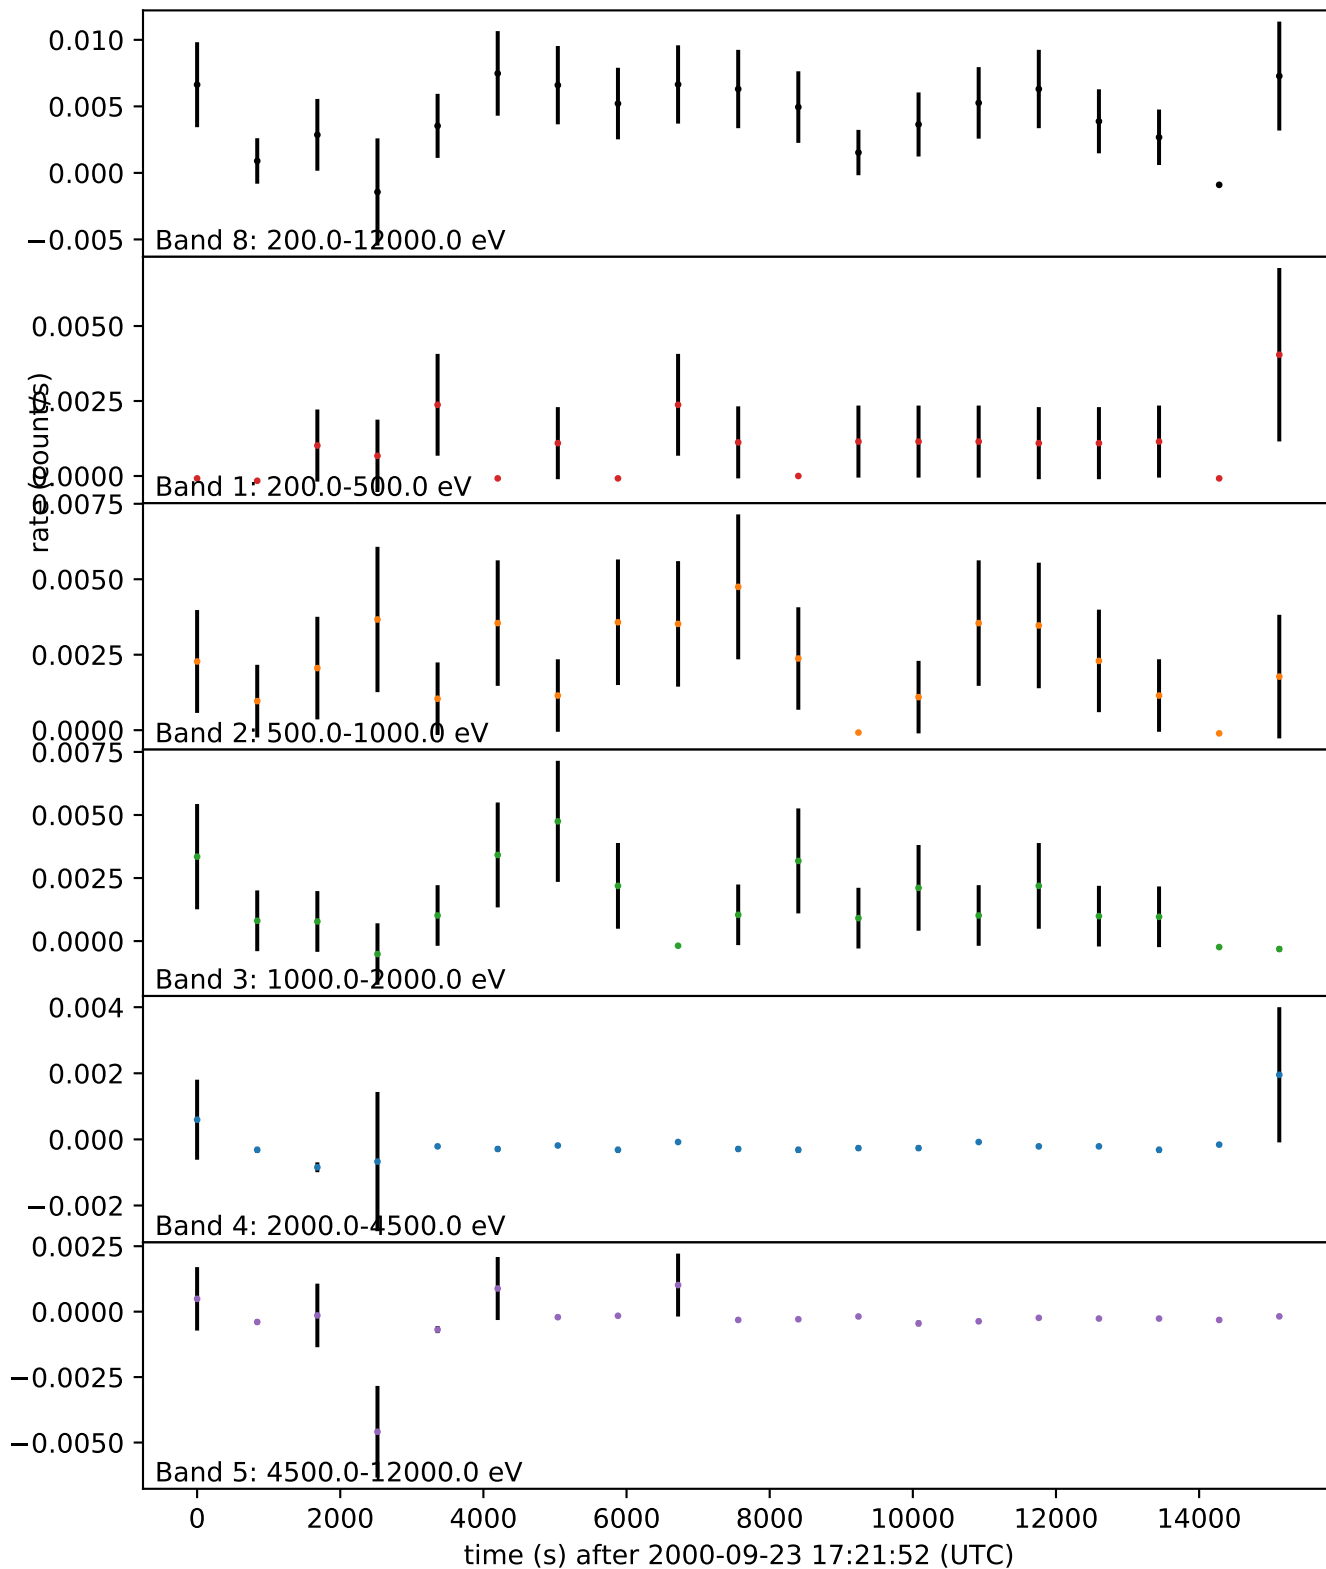 0.010
0.005
0.000
−0.005
Band 8: 200.0-12000.0 eV
0.0050
0.0025
0.0000
Band 1: 200.0-500.0 eV
rate (count/s)
0.0075
0.0050
0.0025
0.0000
Band 2: 500.0-1000.0 eV
0.0075
0.0050
0.0025
0.0000
Band 3: 1000.0-2000.0 eV
0.004
0.002
0.000
−0.002
Band 4: 2000.0-4500.0 eV
0.0025
0.0000
−0.0025
−0.0050
Band 5: 4500.0-12000.0 eV
0 2000 4000 6000 8000 10000 12000 14000
time (s) after 2000-09-23 17:21:52 (UTC)